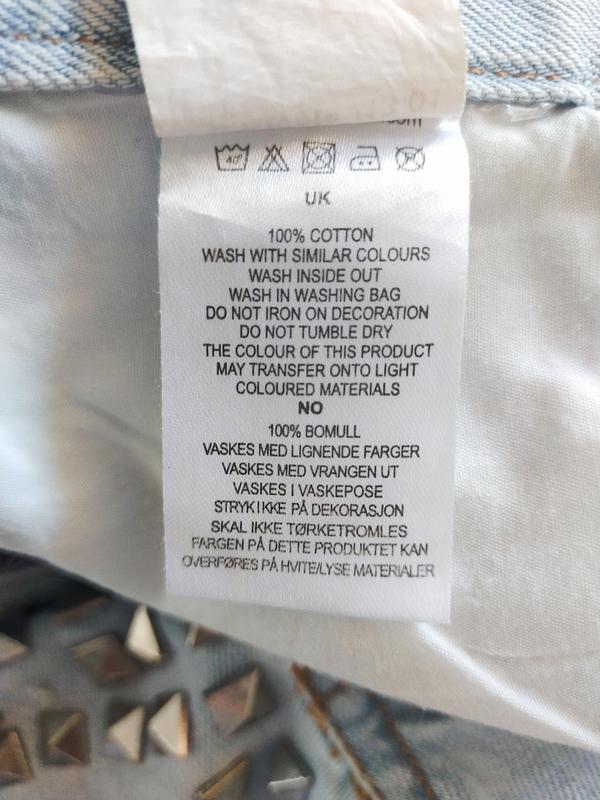 40°
UK
100% COTTON
WASH WITH SIMILAR COLOURS
WASH INSIDE OUT
WASH IN WASHING BAG
DO NOT IRON ON DECORATION
DO NOT TUMBLE DRY
THE COLOUR OF THIS PRODUCT
MAY TRANSFER ONTO LIGHT
COLOURED MATERIALS
NO
100% BOMULL
VASKES MED LIGNENDE FARGER
VASKES MED VRANGEN UT
VASKES I VASKEPOSE
STRYK IKKE PÅ DEKORASJON
SKAL IKKE TØRKETROMLES
FARGEN PÅ DETTE PRODUKTET KAN
OVERFØRES PÅ HVITE/LYSE MATERIALER